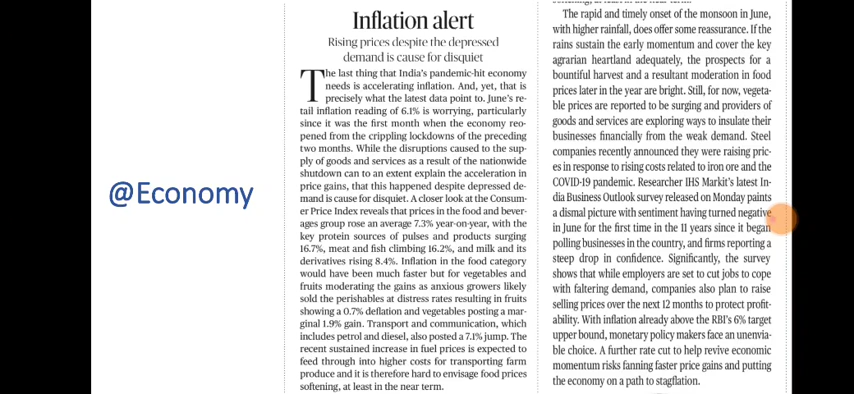 @Economy
Inflation alert
Rising prices despite the depressed
demand is cause for disquiet
The last thing that India's pandemic-hit economy
needs is accelerating inflation. And, yet, that is
precisely what the latest data point to. June's re-
tail inflation reading of 6.1% is worrying, particularly
since it was the first month when the economy reo-
pened from the crippling lockdowns of the preceding
two months. While the disruptions caused to the sup-
ply of goods and services as a result of the nationwide
shutdown can to an extent explain the acceleration in
price gains, that this happened despite depressed de-
mand is cause for disquiet. A closer look at the Consum-
er Price Index reveals that prices in the food and bever-
ages group rose an average 7.3% year-on-year, with the
key protein sources of pulses and products surging
16.7%, meat and fish climbing 16.2%, and milk and its
derivatives rising 8.4%. Inflation in the food category
would have been much faster but for vegetables and
fruits moderating the gains as anxious growers likely
sold the perishables at distress rates resulting in fruits
showing a 0.7% deflation and vegetables posting a mar-
ginal 1.9% gain. Transport and communication, which
includes petrol and diesel, also posted a 7.1% jump. The
recent sustained increase in fuel prices is expected to
feed through into higher costs for transporting farm
produce and it is therefore hard to envisage food prices
softening, at least in the near term.
The rapid and timely onset of the monsoon in June,
with higher rainfall, does offer some reassurance. If the
rains sustain the early momentum and cover the key
agrarian heartland adequately, the prospects for a
bountiful harvest and a resultant moderation in food
prices later in the year are bright. Still, for now, vegeta-
ble prices are reported to be surging and providers of
goods and services are exploring ways to insulate their
businesses financially from the weak demand. Steel
companies recently announced they were raising pric-
es in response to rising costs related to iron ore and the
COVID-19 pandemic. Researcher IHS Markit's latest In-
dia Business Outlook survey released on Monday paints
a dismal picture with sentiment having turned negative
in June for the first time in the 11 years since it began
polling businesses in the country, and firms reporting a
steep drop in confidence. Significantly, the survey
shows that while employers are set to cut jobs to cope
with faltering demand, companies also plan to raise
selling prices over the next 12 months to protect profit-
ability. With inflation already above the RBI's 6% target
upper bound, monetary policy makers face an unenvia-
ble choice. A further rate cut to help revive economic
momentum risks fanning faster price gains and putting
the economy on a path to stagflation.